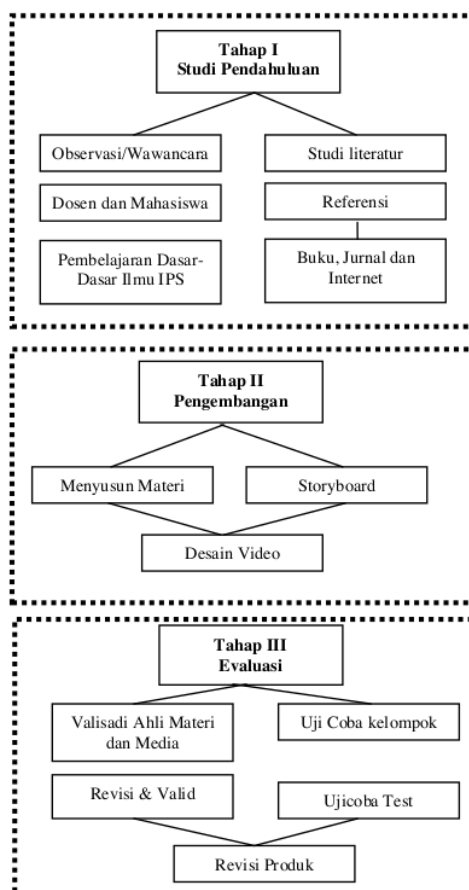 Tahap I
Studi Pendahuluan
Observasi/Wawancara
Studi literatur
Dosen dan Mahasiswa
Referensi
Pembelajaran Dasar-
Dasar Ilmu IPS
Buku, Jurnal dan
Internet
Tahap II
Pengembangan
Menyusun Materi
Storyboard
Desain Video
Tahap III
Evaluasi
Valisadi Ahli Materi
dan Media
Uji Coba kelompok
Revisi & Valid
Ujicoba Test
Revisi Produk